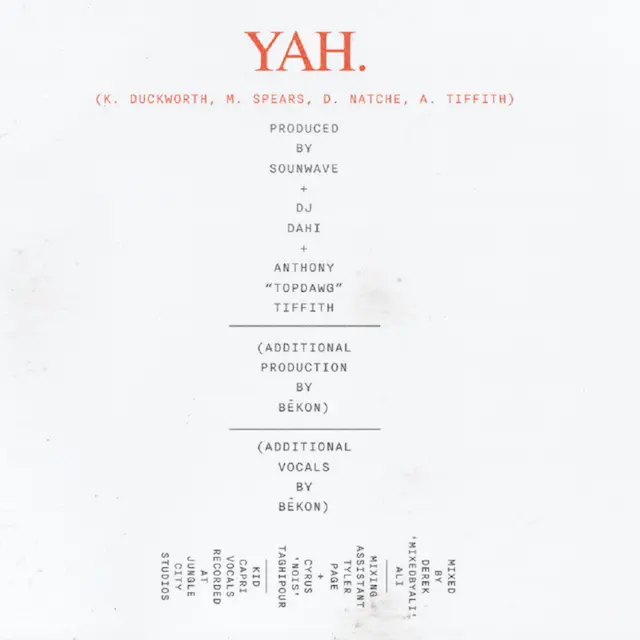 YAH.
(K. DUCKWORTH, M. SPEARS, D. NATCHE, A. TIFFITH)
PRODUCED
BY
SOUNWAVE
+
DJ
DAHI
+
ANTHONY
“TOPDAWG”
TIFFITH
(ADDITIONAL
PRODUCTION
BY
BĒKON)
(ADDITIONAL
VOCALS
BY
BĒKON)
MIXED
BY
DEREK
'MIXEDBYALI'
ALI
MIXING
ASSISTANT
TYLER
PAGE
+
CYRUS
'NOIS'
TAGHIPOUR
KID
CAPRI
VOCALS
RECORDED
AT
JUNGLE
CITY
STUDIOS